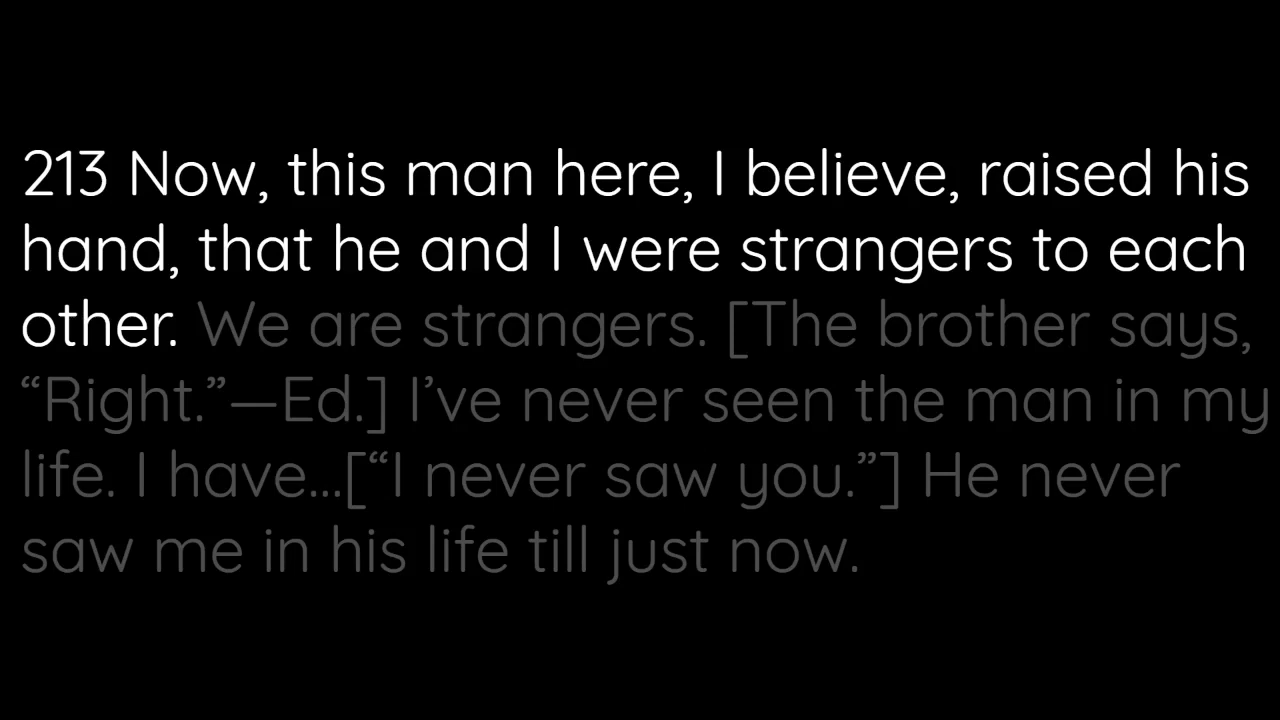 213 Now, this man here, I believe, raised his
hand, that he and I were strangers to each
other. We are strangers. [The brother says,
“Right.”—Ed.] I’ve never seen the man in my
life. I have...[“I never saw you.”] He never
saw me in his life till just now.